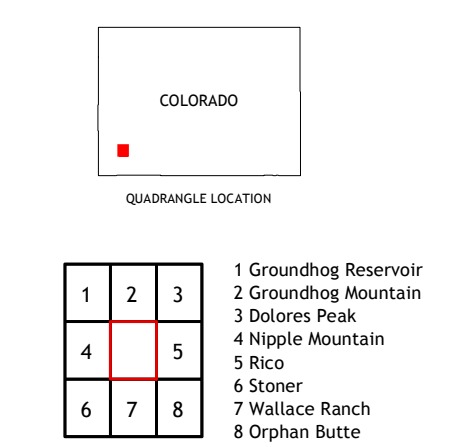 COLORADO
QUADRANGLE LOCATION
1 2 3
4 5
6 7 8
1 Groundhog Reservoir
2 Groundhog Mountain
3 Dolores Peak
4 Nipple Mountain
5 Rico
6 Stoner
7 Wallace Ranch
8 Orphan Butte